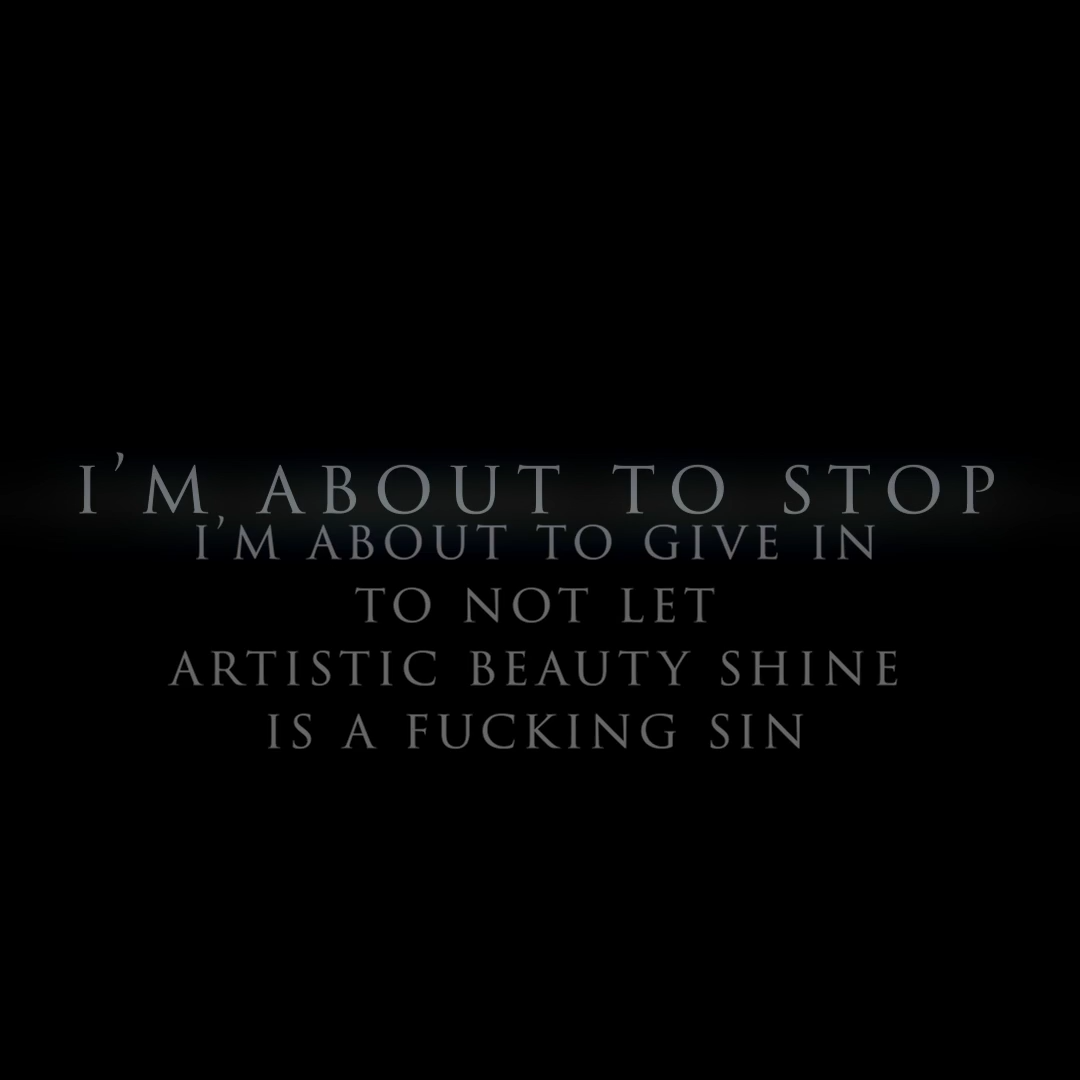 I'M ABOUT TO STOP
I'M ABOUT TO GIVE IN
TO NOT LET
ARTISTIC BEAUTY SHINE
IS A FUCKING SIN